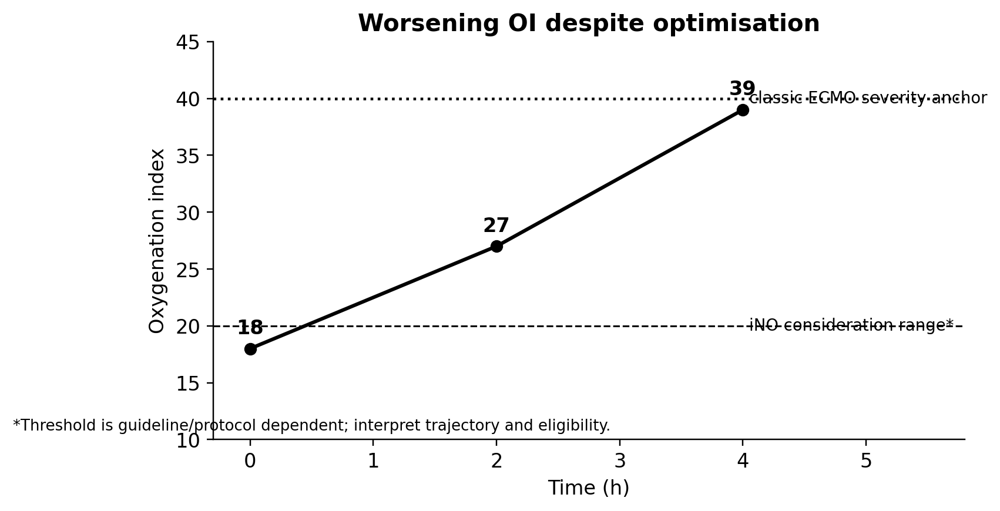 Worsening OI despite optimisation
45
40
35
30
25
20
15
10
Oxygenation index
39
classic ECMO severity anchor
27
18
iNO consideration range*
*Threshold is guideline/protocol dependent; interpret trajectory and eligibility.
0 1 2 3 4 5
Time (h)